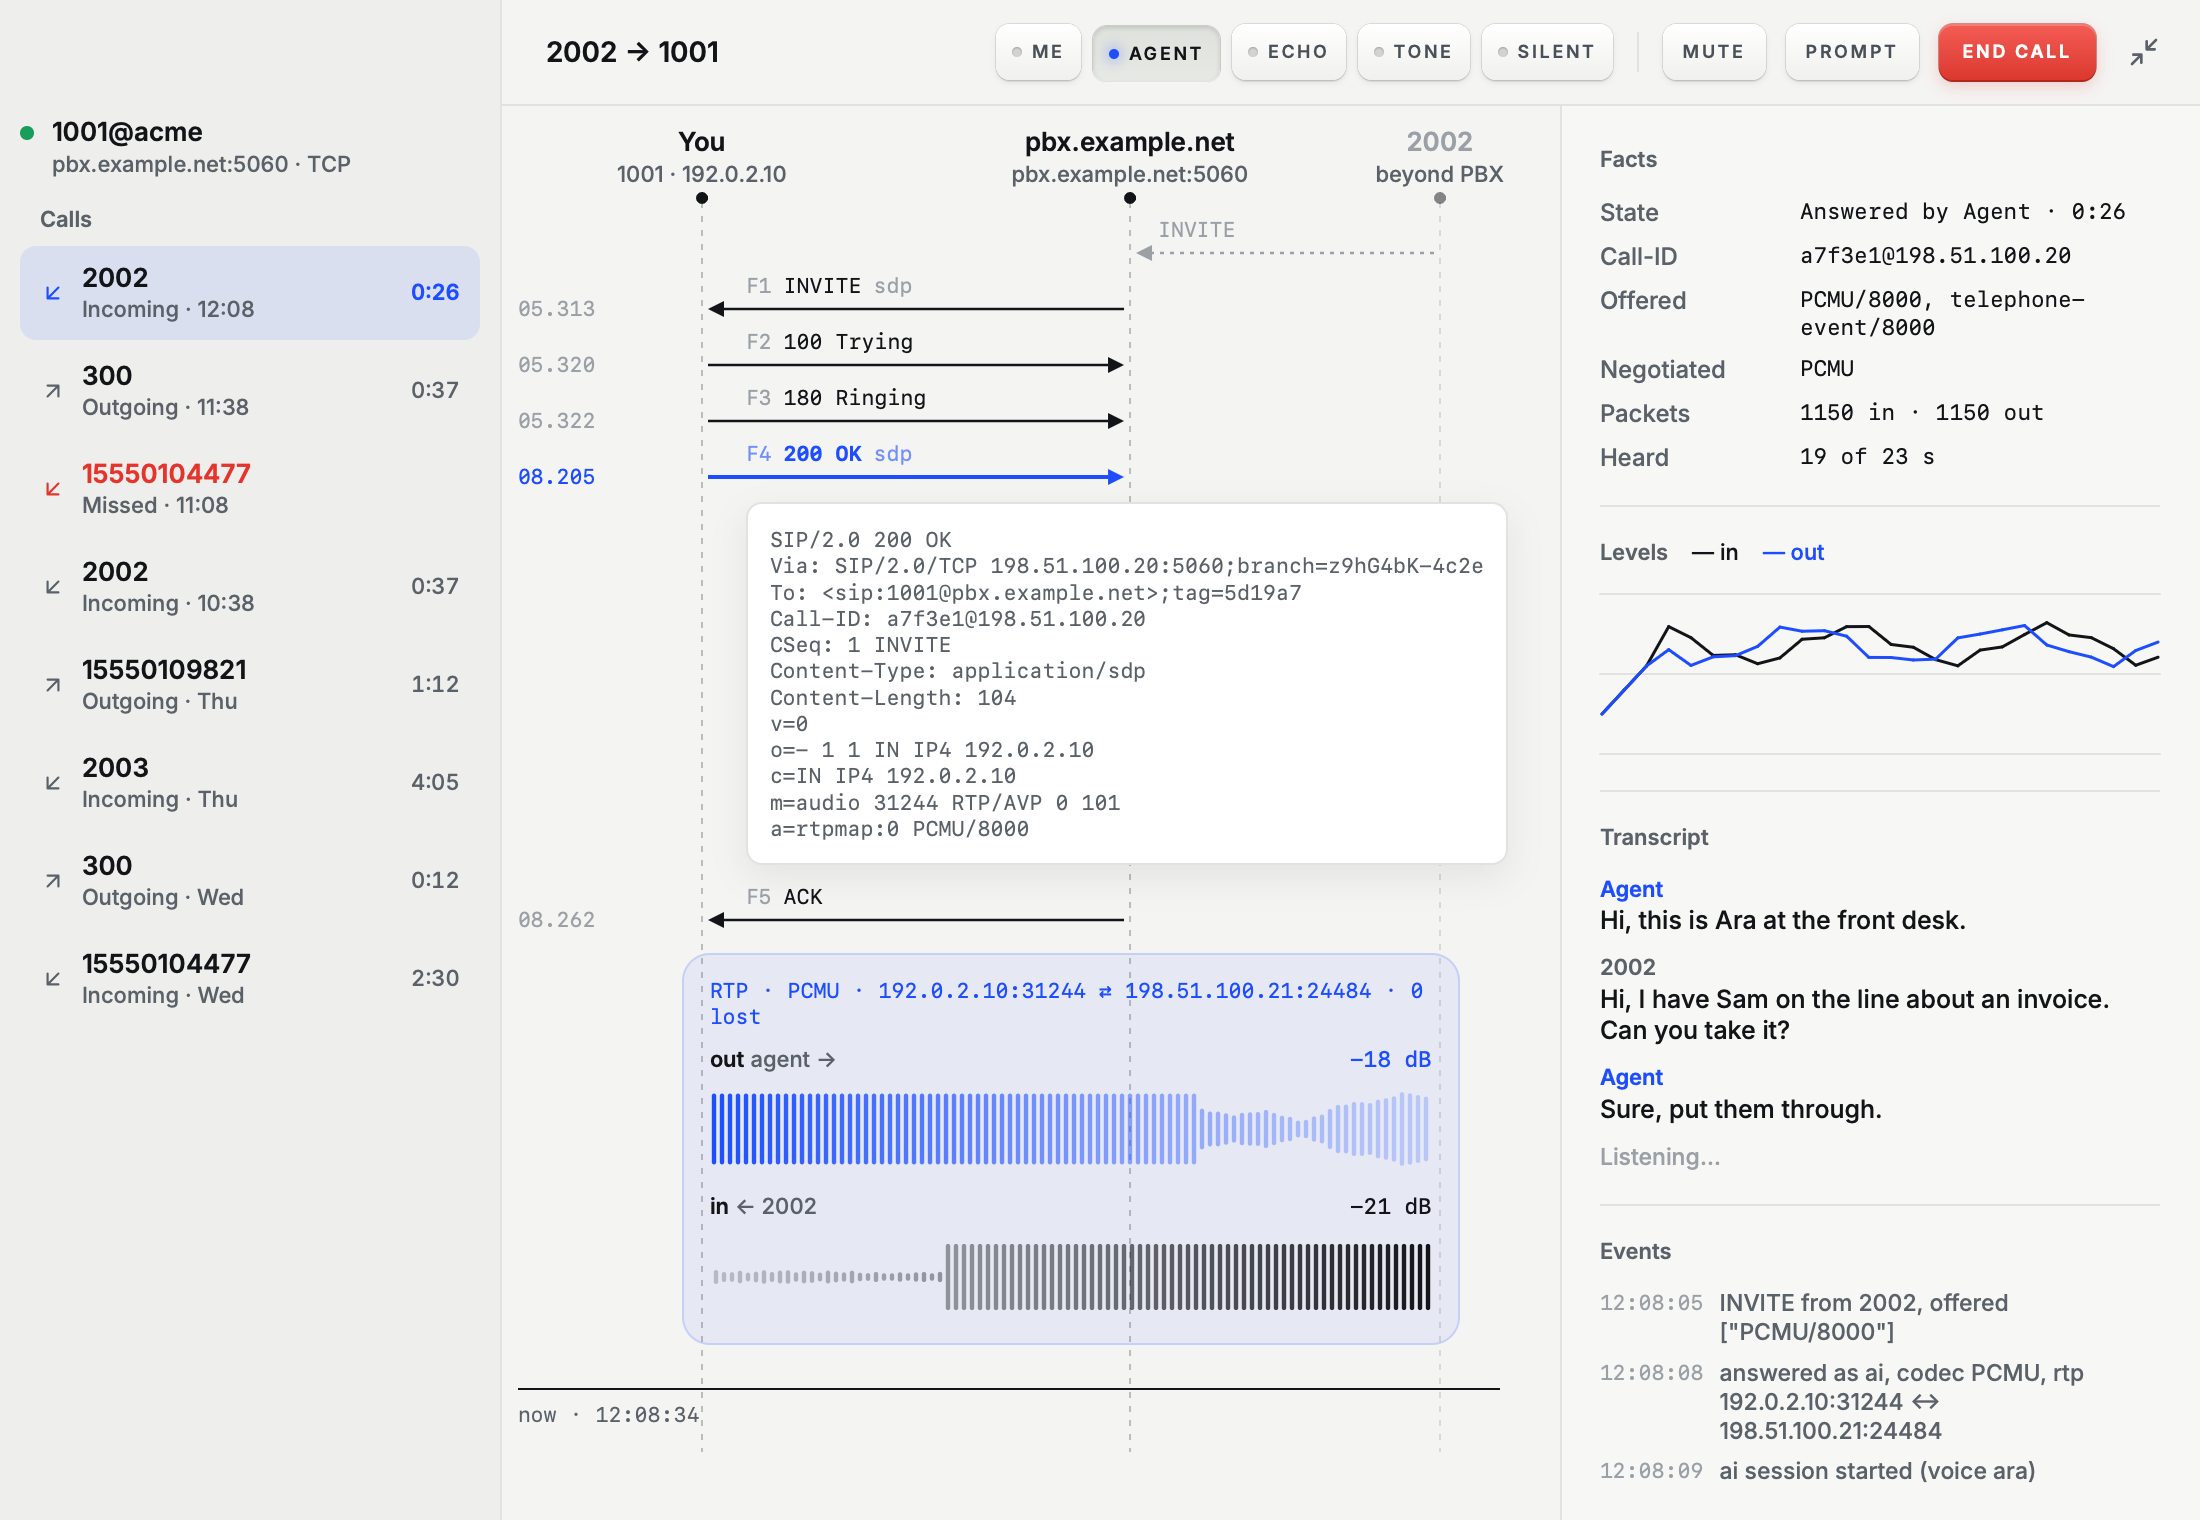 2002 → 1001
ME
AGENT
ECHO
TONE
SILENT
MUTE
PROMPT
END CALL
1001@acme
pbx.example.net:5060 · TCP
Calls
2002
Incoming · 12:08
0:26
300
Outgoing · 11:38
0:37
15550104477
Missed · 11:08
2002
Incoming · 10:38
0:37
15550109821
Outgoing · Thu
1:12
2003
Incoming · Thu
4:05
300
Outgoing · Wed
0:12
15550104477
Incoming · Wed
2:30
You
1001 · 192.0.2.10
pbx.example.net
pbx.example.net:5060
2002
beyond PBX
INVITE
F1 INVITE sdp
05.313
F2 100 Trying
05.320
F3 180 Ringing
05.322
F4 200 OK sdp
08.205
SIP/2.0 200 OK
Via: SIP/2.0/TCP 198.51.100.20:5060;branch=z9hG4bK-4c2e
To: <sip:1001@pbx.example.net>;tag=5d19a7
Call-ID: a7f3e1@198.51.100.20
CSeq: 1 INVITE
Content-Type: application/sdp
Content-Length: 104
v=0
o=- 1 1 IN IP4 192.0.2.10
c=IN IP4 192.0.2.10
m=audio 31244 RTP/AVP 0 101
a=rtpmap:0 PCMU/8000
F5 ACK
08.262
RTP · PCMU · 192.0.2.10:31244 ⇄ 198.51.100.21:24484 · 0
lost
out agent →
−18 dB
in ← 2002
−21 dB
now · 12:08:34
Facts
State
Answered by Agent · 0:26
Call-ID
a7f3e1@198.51.100.20
Offered
PCMU/8000, telephone-
event/8000
Negotiated
PCMU
Packets
1150 in · 1150 out
Heard
19 of 23 s
Levels — in — out
Transcript
Agent
Hi, this is Ara at the front desk.
2002
Hi, I have Sam on the line about an invoice.
Can you take it?
Agent
Sure, put them through.
Listening...
Events
12:08:05 INVITE from 2002, offered
["PCMU/8000"]
12:08:08 answered as ai, codec PCMU, rtp
192.0.2.10:31244 ↔
198.51.100.21:24484
12:08:09 ai session started (voice ara)